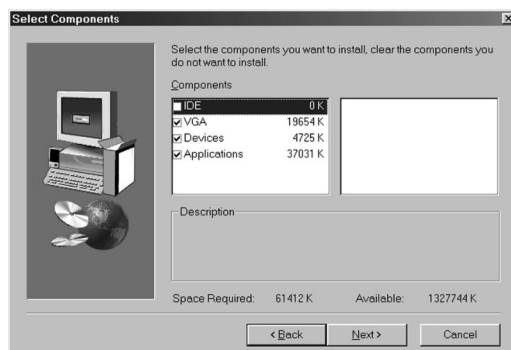 Select Components
Select the components you want to install, clear the components you
do not want to install.
Components
IDE 0 K
VGA 19654 K
Devices 4725 K
Applications 37031 K
Description
Space Required: 61412 K Available: 1327744 K
< Back Next > Cancel